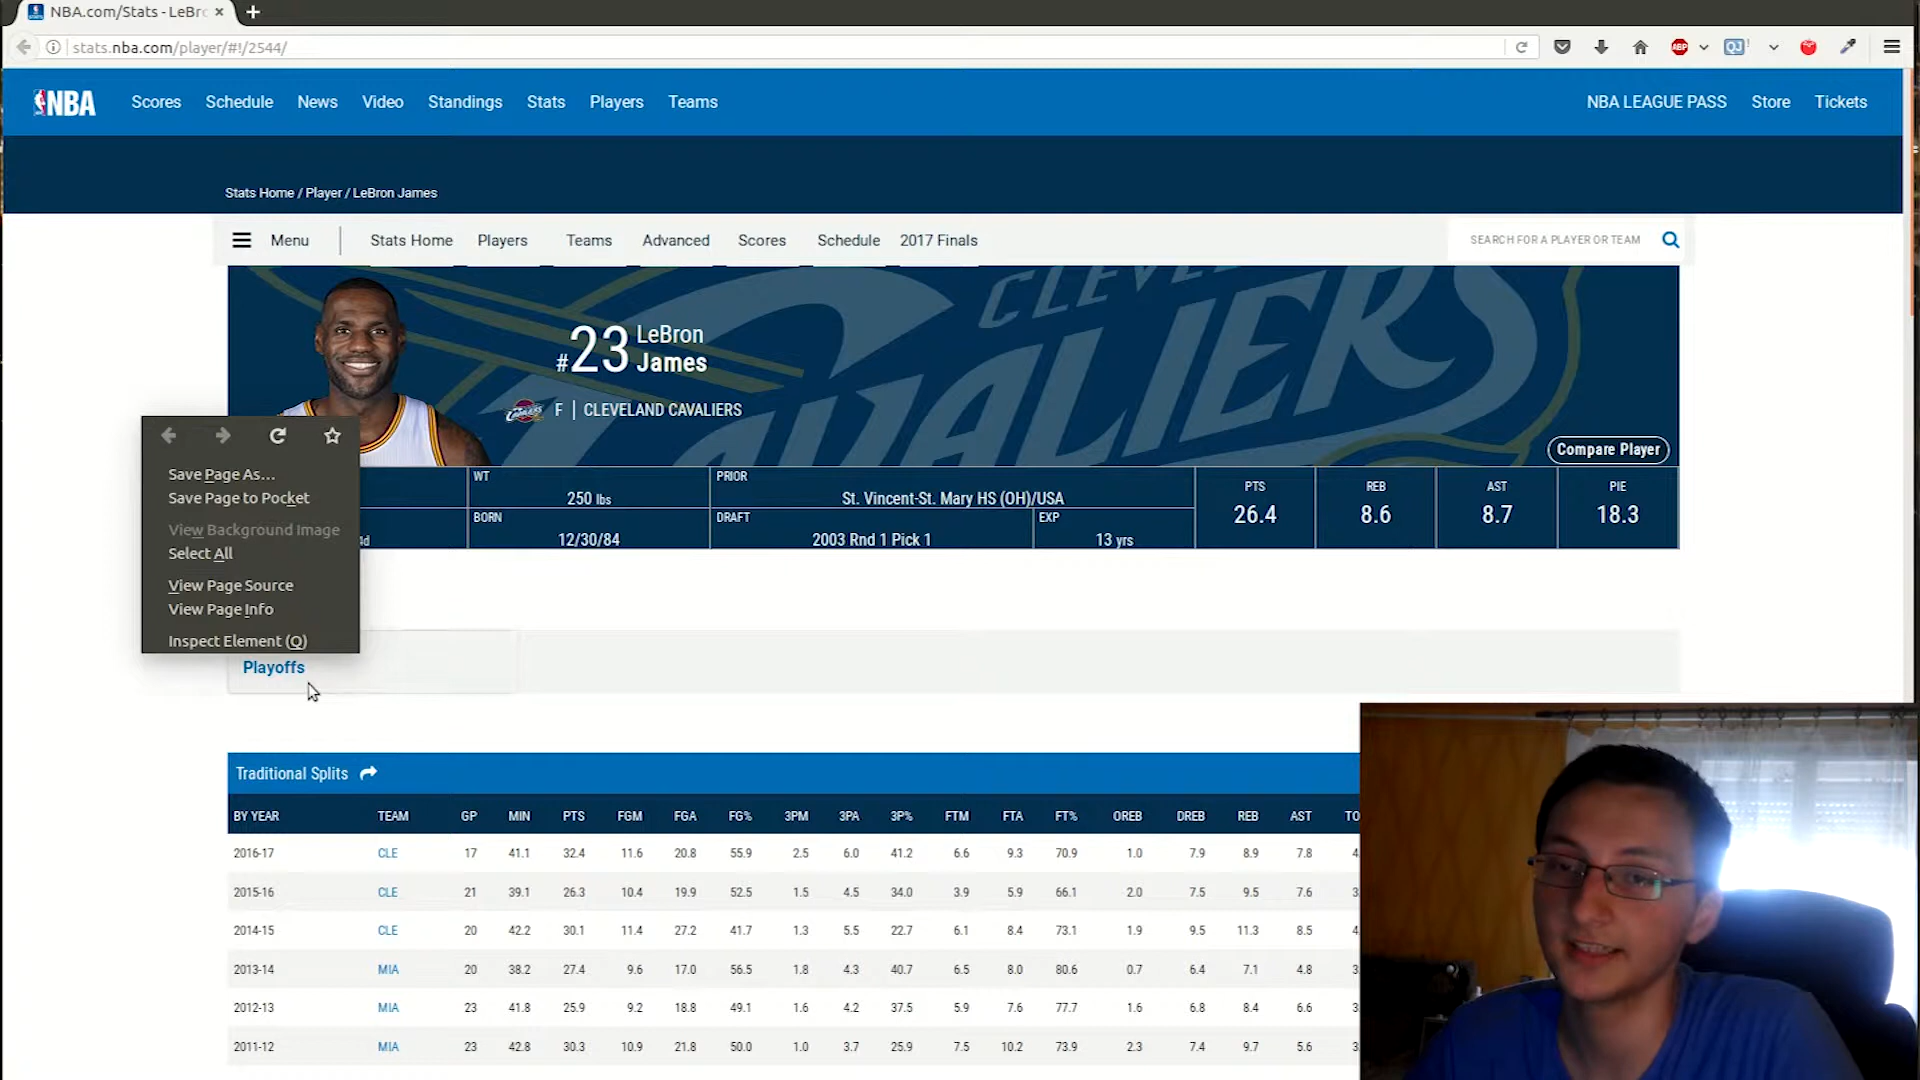 NBA.com/Stats - LeBr
stats.nba.com/player/#!/2544/
ABP
QJ
NBA
Scores Schedule News Video Standings Stats Players Teams
NBA LEAGUE PASS Store Tickets
Stats Home / Player / LeBron James
Menu Stats Home Players Teams Advanced Scores Schedule 2017 Finals
SEARCH FOR A PLAYER OR TEAM
CLEVELAND
CAVALIERS
#23 LeBron James
F | CLEVELAND CAVALIERS
Compare Player
Save Page As...
Save Page to Pocket
View Background Image
Select All
View Page Source
View Page Info
Inspect Element (Q)
WT 250 lbs
PRIOR St. Vincent-St. Mary HS (OH)/USA
BORN 12/30/84
DRAFT 2003 Rnd 1 Pick 1
EXP 13 yrs
PTS REB AST PIE
26.4 8.6 8.7 18.3
Playoffs
Traditional Splits
BY YEAR TEAM GP MIN PTS FGM FGA FG% 3PM 3PA 3P% FTM FTA FT% OREB DREB REB AST TO
2016-17 CLE 17 41.1 32.4 11.6 20.8 55.9 2.5 6.0 41.2 6.6 9.3 70.9 1.0 7.9 8.9 7.8 4.
2015-16 CLE 21 39.1 26.3 10.4 19.9 52.5 1.5 4.5 34.0 3.9 5.9 66.1 2.0 7.5 9.5 7.6 3.
2014-15 CLE 20 42.2 30.1 11.4 27.2 41.7 1.3 5.5 22.7 6.1 8.4 73.1 1.9 9.5 11.3 8.5 4.
2013-14 MIA 20 38.2 27.4 9.6 17.0 56.5 1.8 4.3 40.7 6.5 8.0 80.6 0.7 6.4 7.1 4.8 3.
2012-13 MIA 23 41.8 25.9 9.2 18.8 49.1 1.6 4.2 37.5 5.9 7.6 77.7 1.6 6.8 8.4 6.6 3.
2011-12 MIA 23 42.8 30.3 10.9 21.8 50.0 1.0 3.7 25.9 7.5 10.2 73.9 2.3 7.4 9.7 5.6 3.